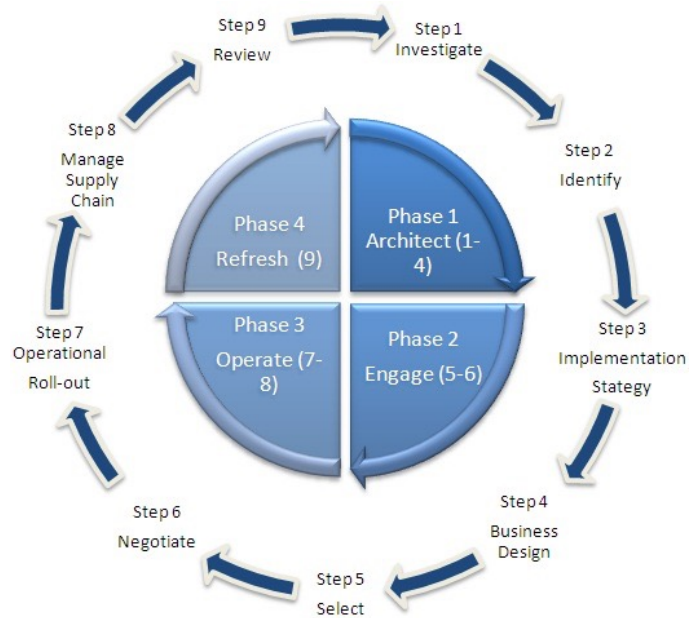 Step 1
Investigate
Step 2
Identify
Step 3
Implementation
Stategy
Step 4
Business
Design
Step 5
Select
Step 6
Negotiate
Step 7
Operational
Roll-out
Step 8
Manage
Supply
Chain
Step 9
Review
Phase 1
Architect (1-
4)
Phase 2
Engage (5-6)
Phase 3
Operate (7-
8)
Phase 4
Refresh (9)